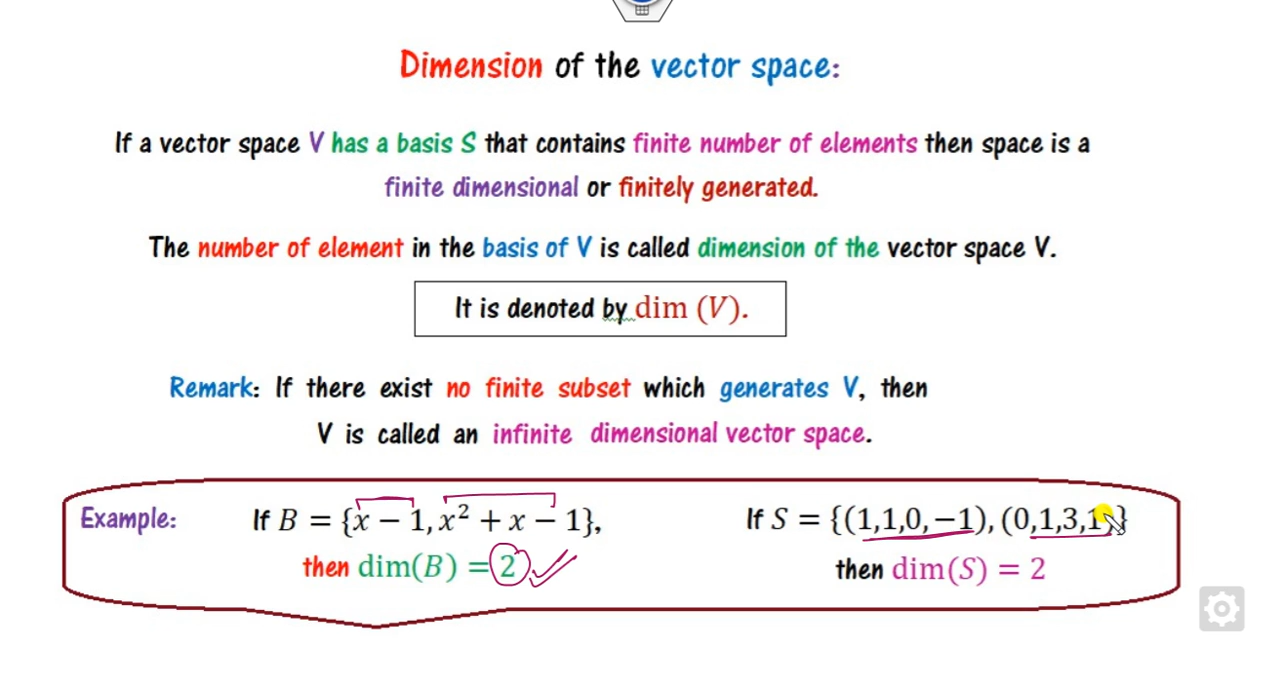 Dimension of the vector space:
If a vector space V has a basis S that contains finite number of elements then space is a
finite dimensional or finitely generated.
The number of element in the basis of V is called dimension of the vector space V.
It is denoted by dim (V).
Remark: If there exist no finite subset which generates V, then
V is called an infinite dimensional vector space.
Example: If B = {x − 1, x² + x − 1}, If S = {(1,1,0,−1), (0,1,3,1)}
then dim(B) = 2 then dim(S) = 2